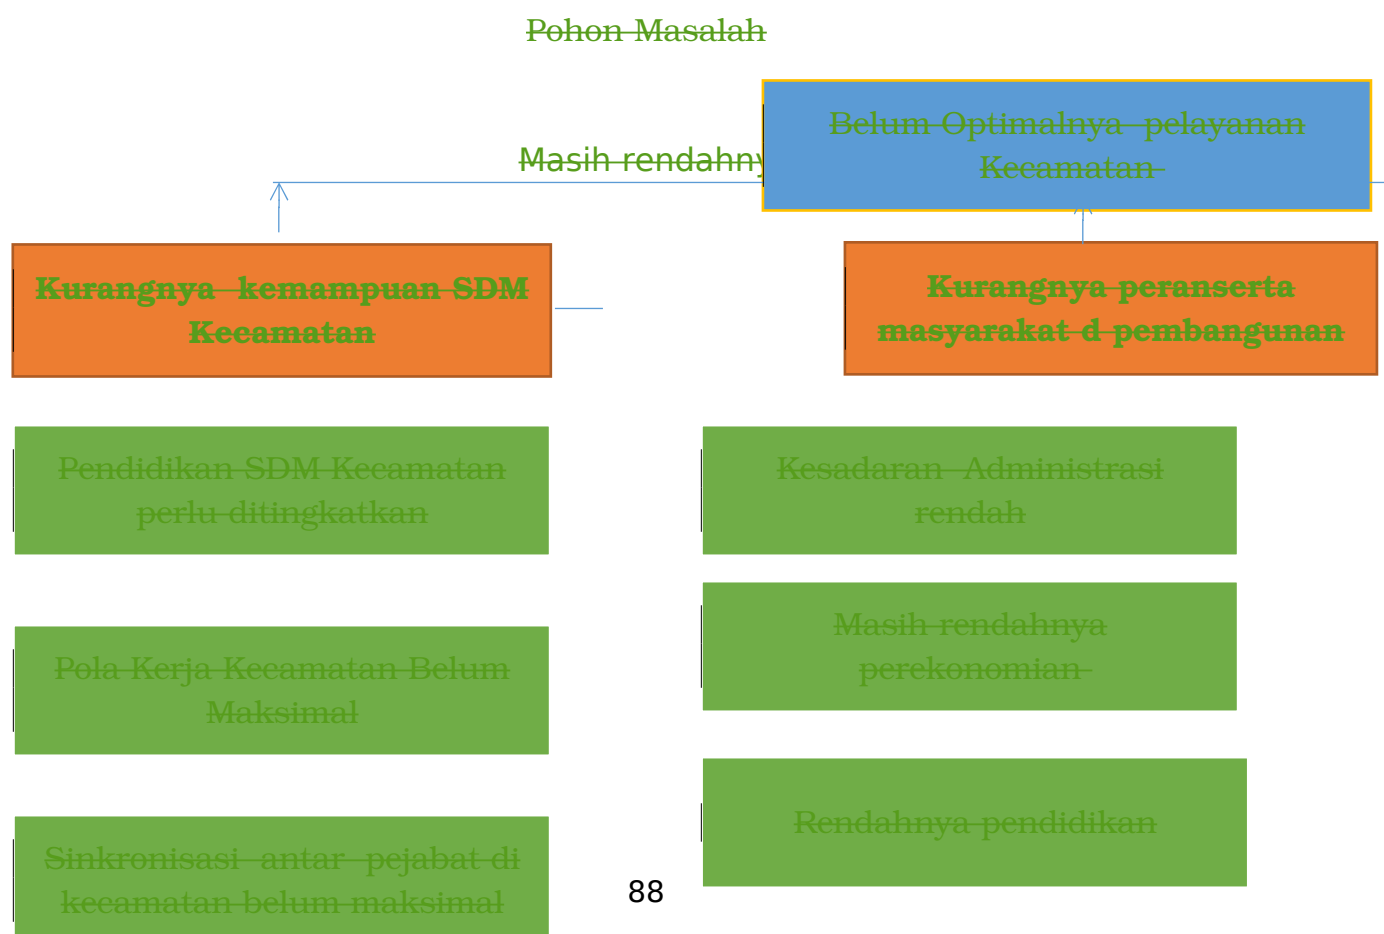 Pohon Masalah
Belum Optimalnya pelayanan
Kecamatan
Masih rendahny
Kurangnya kemampuan SDM
Kecamatan
Kurangnya peranserta
masyarakat d pembangunan
Pendidikan SDM Kecamatan
perlu ditingkatkan
Kesadaran Administrasi
rendah
Masih rendahnya
perekonomian
Pola Kerja Kecamatan Belum
Maksimal
Rendahnya pendidikan
Sinkronisasi antar pejabat di
kecamatan belum maksimal
88